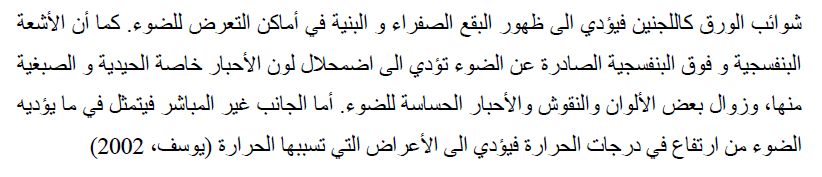 شوائب الورق كاللجنين فيؤدي الى ظهور البقع الصفراء و البنية في أماكن التعرض للضوء. كما أن الأشعة
البنفسجية و فوق البنفسجية الصادرة عن الضوء تؤدي الى اضمحلال لون الأحبار خاصة الحيدية و الصبغية
منها، وزوال بعض الألوان والنقوش والأحبار الحساسة للضوء. أما الجانب غير المباشر فيتمثل في ما يؤديه
الضوء من ارتفاع في درجات الحرارة فيؤدي الى الأعراض التي تسببها الحرارة (يوسف، 2002)